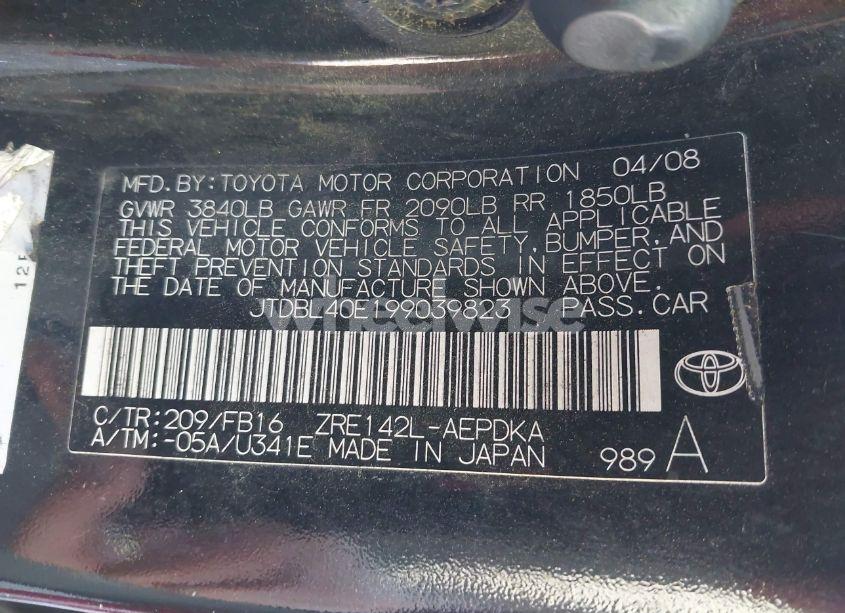 MFD. BY: TOYOTA MOTOR CORPORATION 04/08
GVWR 3840LB GAWR FR 2090LB RR 1850LB
THIS VEHICLE CONFORMS TO ALL APPLICABLE
FEDERAL MOTOR VEHICLE SAFETY, BUMPER, AND
THEFT PREVENTION STANDARDS IN EFFECT ON
THE DATE OF MANUFACTURE SHOWN ABOVE.
JTDBL40E199039823 PASS. CAR
wheelwise
C/TR: 209/FB16 ZRE142L-AEPDKA
A/TM: -05A/U341E MADE IN JAPAN 989 A